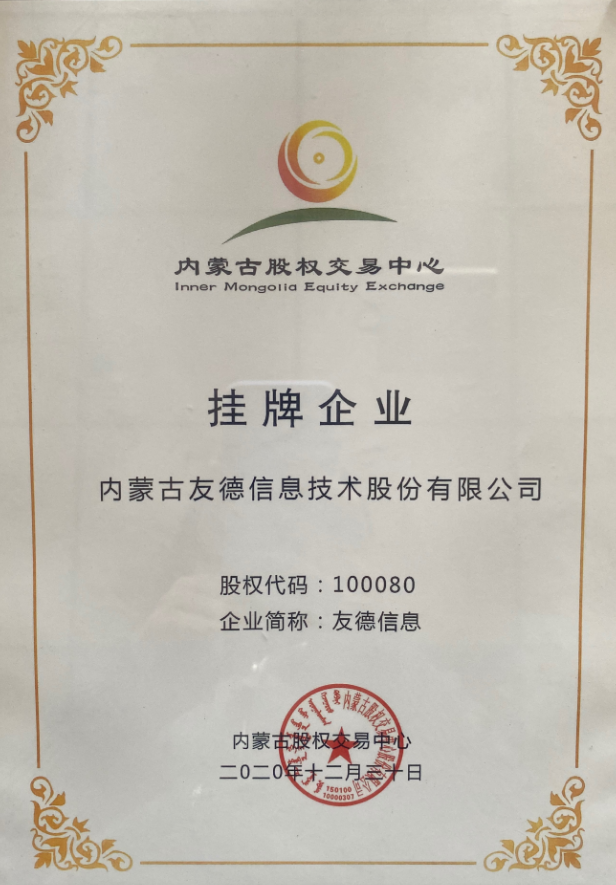 内蒙古股权交易中心
Inner Mongolia Equity Exchange
挂牌企业
内蒙古友德信息技术股份有限公司
股权代码：100080
企业简称：友德信息
内蒙古股权交易中心
二〇二〇年十二月三十日
150100
10000307